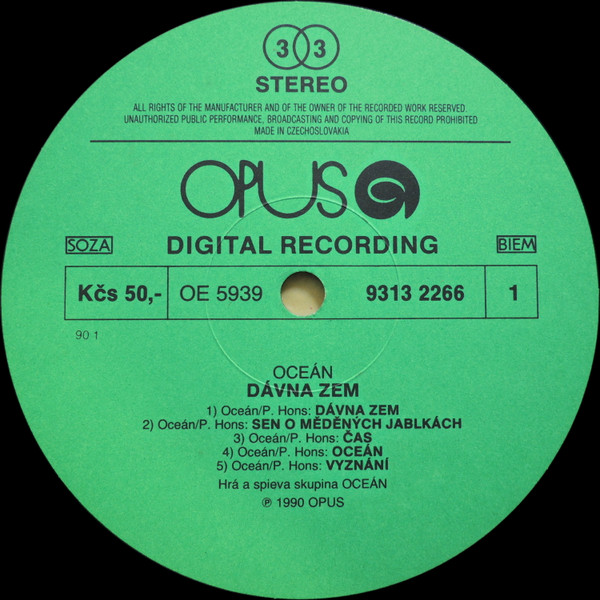 33
STEREO
ALL RIGHTS OF THE MANUFACTURER AND OF THE OWNER OF THE RECORDED WORK RESERVED.
UNAUTHORIZED PUBLIC PERFORMANCE, BROADCASTING AND COPYING OF THIS RECORD PROHIBITED
MADE IN CZECHOSLOVAKIA
OPUS
SOZA DIGITAL RECORDING BIEM
Kčs 50,- OE 5939 9313 2266 1
90 1
OCEÁN
DÁVNA ZEM
1) Oceán/P. Hons: DÁVNA ZEM
2) Oceán/P. Hons: SEN O MĚDĚNÝCH JABLKÁCH
3) Oceán/P. Hons: ČAS
4) Oceán/P. Hons: OCEÁN
5) Oceán/P. Hons: VYZNÁNÍ
Hrá a spieva skupina OCEÁN
℗ 1990 OPUS